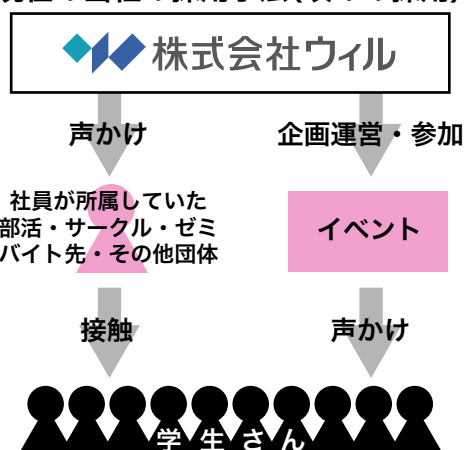 株式会社ウィル
声かけ
企画運営・参加
社員が所属していた
部活・サークル・ゼミ
バイト先・その他団体
イベント
接触
声かけ
学生さん